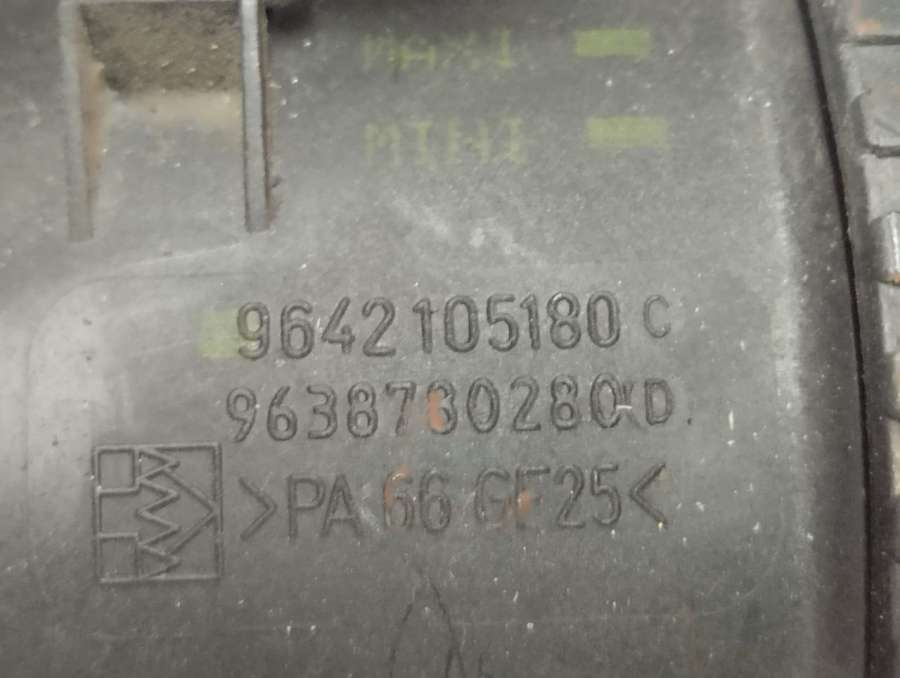 MAXI
MINI
9642105180 C
9638780280 D
>PA 66 GF25<